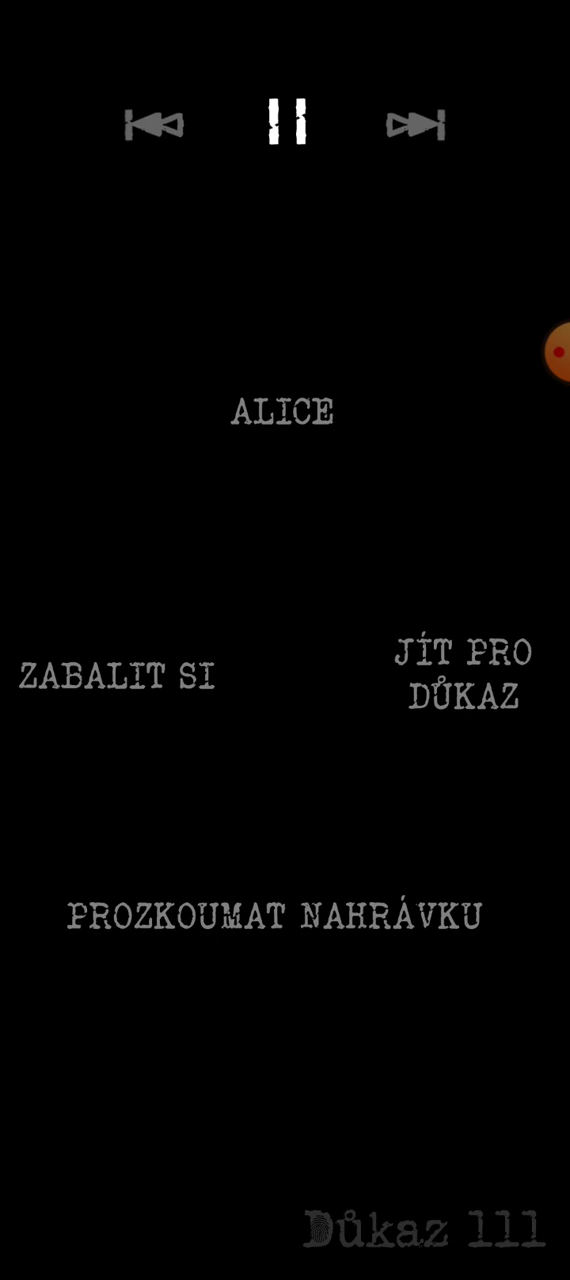 ALICE
ZABALIT SI
JÍT PRO
DŮKAZ
PROZKOUMAT NAHRÁVKU
Důkaz 111